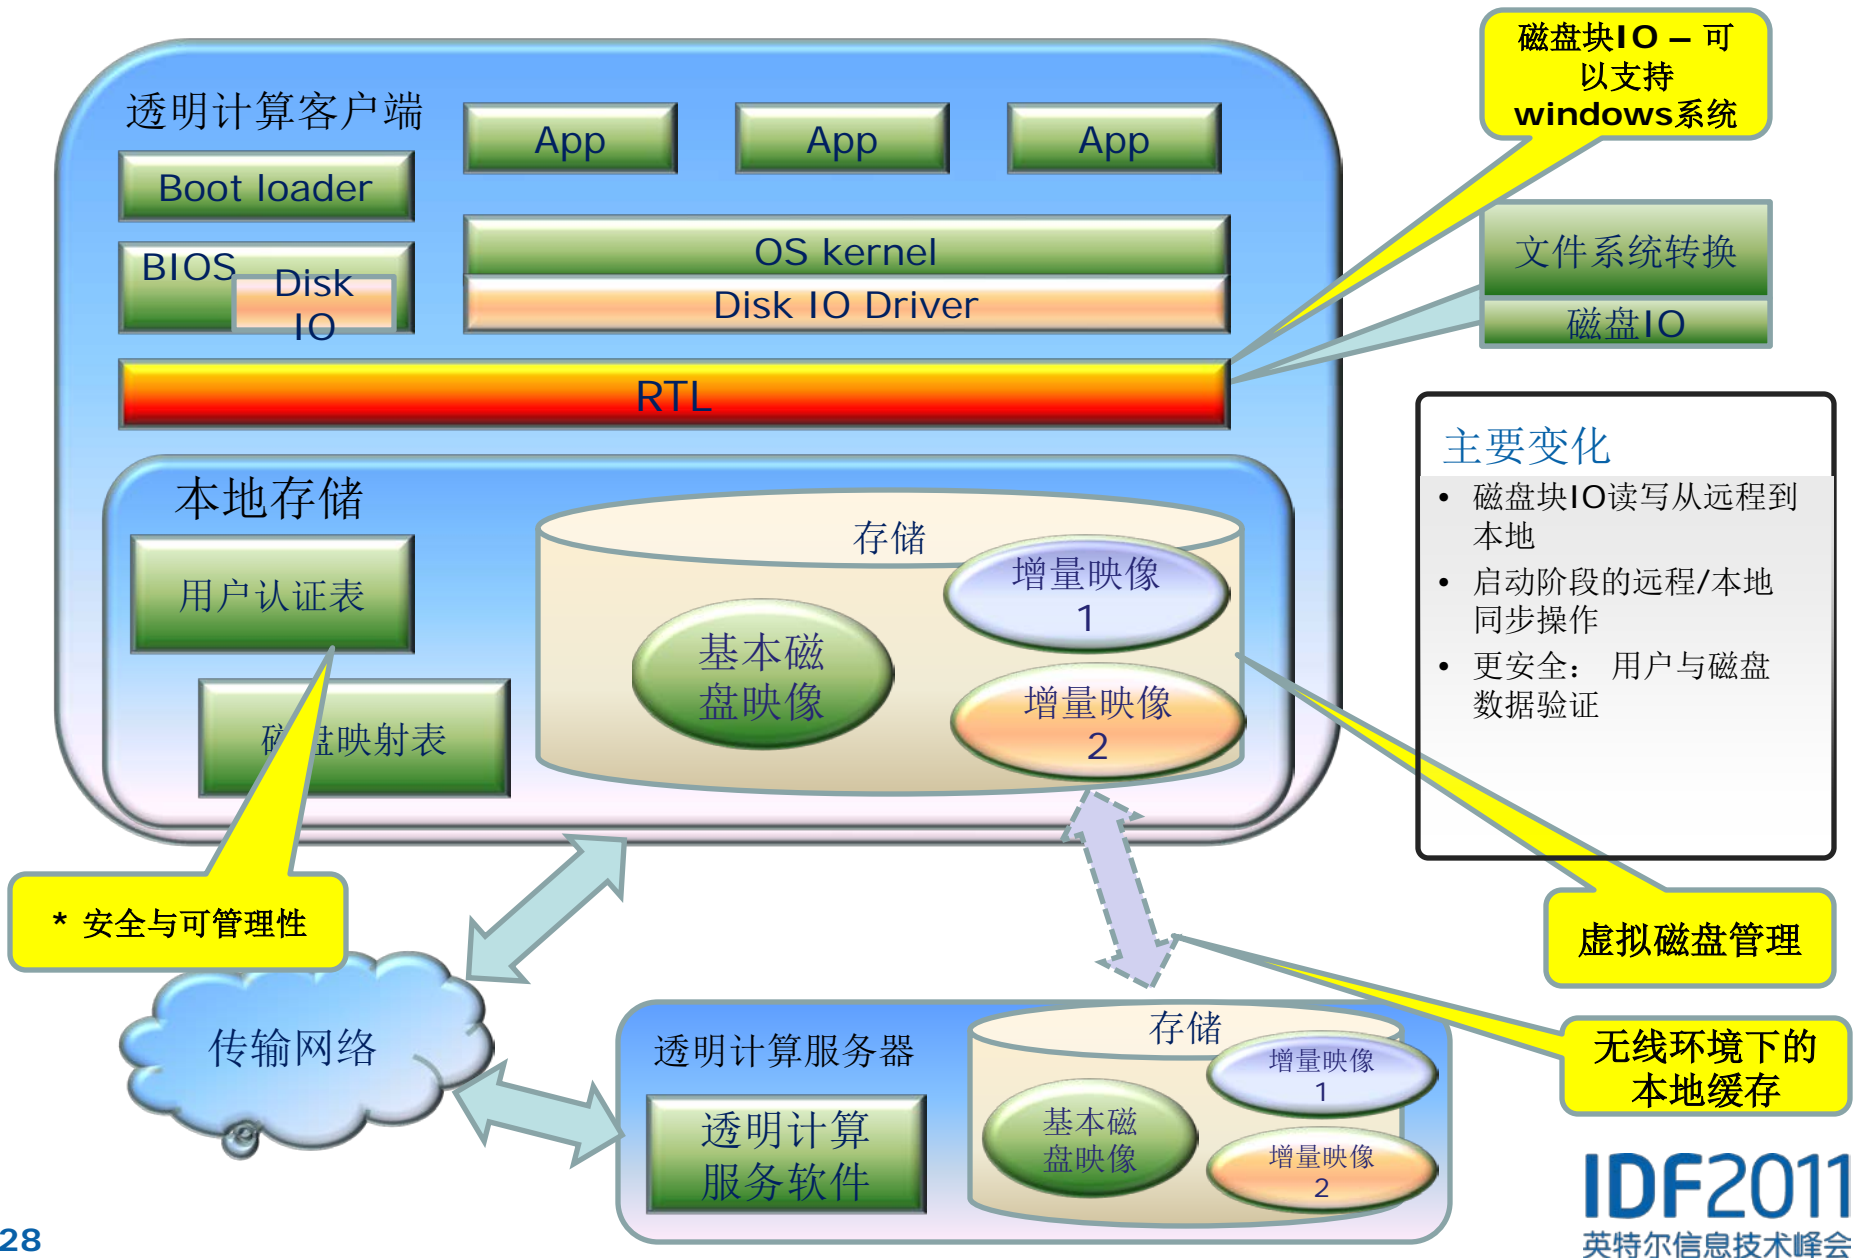 磁盘块IO – 可
以支持
windows系统
透明计算客户端
App
App
App
Boot loader
BIOS
Disk
IO
OS kernel
Disk IO Driver
文件系统转换
磁盘IO
RTL
主要变化
• 磁盘块IO读写从远程到
本地
• 启动阶段的远程/本地
同步操作
• 更安全： 用户与磁盘
数据验证
本地存储
用户认证表
磁盘映射表
存储
基本磁
盘映像
增量映像
1
增量映像
2
* 安全与可管理性
虚拟磁盘管理
传输网络
透明计算服务器
透明计算
服务软件
存储
基本磁
盘映像
增量映像
1
增量映像
2
无线环境下的
本地缓存
IDF2011
英特尔信息技术峰会
28